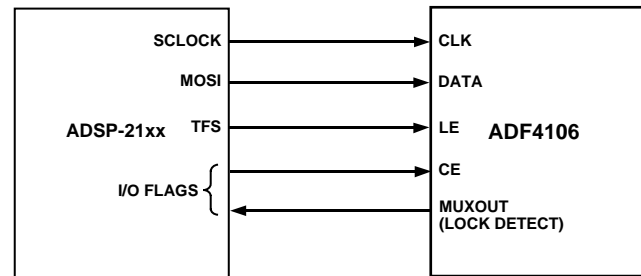 SCLOCK
CLK
MOSI
DATA
ADSP-21xx
TFS
LE
ADF4106
I/O FLAGS
CE
MUXOUT
(LOCK DETECT)